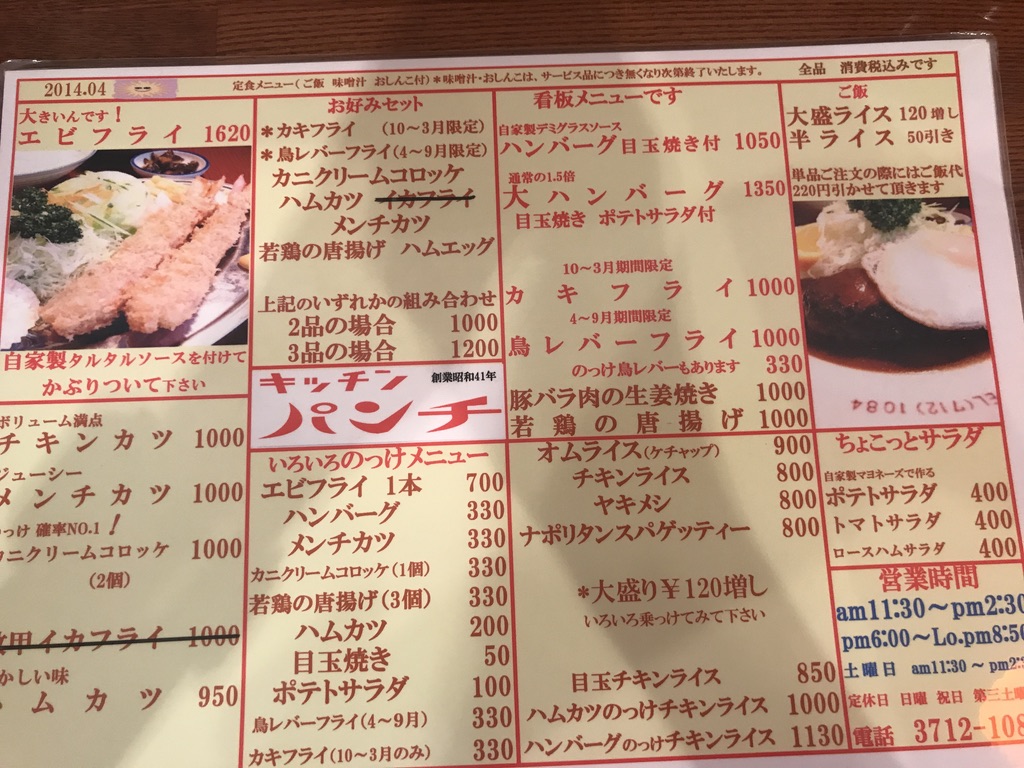 2014.04
定食メニュー(ご飯 味噌汁 おしんこ付)*味噌汁・おしんこは、サービス品につき無くなり次第終了いたします。
全品 消費税込みです
大きいんです!
エビフライ 1620
自家製タルタルソースを付けて
かぶりついて下さい
ボリューム満点
チキンカツ 1000
ジューシー
メンチカツ 1000
っけ 確率NO.1!
カニクリームコロッケ 1000
(2個)
甲イカフライ 1000
かしい味
ムカツ 950
お好みセット
*カキフライ (10~3月限定)
*鳥レバーフライ(4~9月限定)
カニクリームコロッケ
ハムカツ イカフライ
メンチカツ
若鶏の唐揚げ ハムエッグ
上記のいずれかの組み合わせ
2品の場合 1000
3品の場合 1200
キッチン 創業昭和41年
パンチ
いろいろのっけメニュー
エビフライ 1本 700
ハンバーグ 330
メンチカツ 330
カニクリームコロッケ(1個) 330
若鶏の唐揚げ(3個) 330
ハムカツ 200
目玉焼き 50
ポテトサラダ 100
鳥レバーフライ(4~9月) 330
カキフライ(10~3月のみ) 330
看板メニューです
自家製デミグラスソース
ハンバーグ目玉焼き付 1050
通常の1.5倍
大ハンバーグ 1350
目玉焼き ポテトサラダ付
10~3月期間限定
カキフライ 1000
4~9月期間限定
鳥レバーフライ 1000
のっけ鳥レバーもあります 330
豚バラ肉の生姜焼き 1000
若鶏の唐揚げ 1000
オムライス(ケチャップ) 900
チキンライス 800
ヤキメシ 800
ナポリタンスパゲッティー 800
*大盛り¥120増し
いろいろ乗っけてみて下さい
目玉チキンライス 850
ハムカツのっけチキンライス 1000
ハンバーグのっけチキンライス 1130
ご飯
大盛ライス 120増し
半ライス 50引き
単品ご注文の際にはご飯代
220円引かせて頂きます
EL(712)1084
ちょこっとサラダ
自家製マヨネーズで作る
ポテトサラダ 400
トマトサラダ 400
ロースハムサラダ 400
営業時間
am11:30~pm2:30
pm6:00~Lo.pm8:50
土曜日 am11:30~pm2:
定休日 日曜 祝日 第三土曜
電話 3712-108